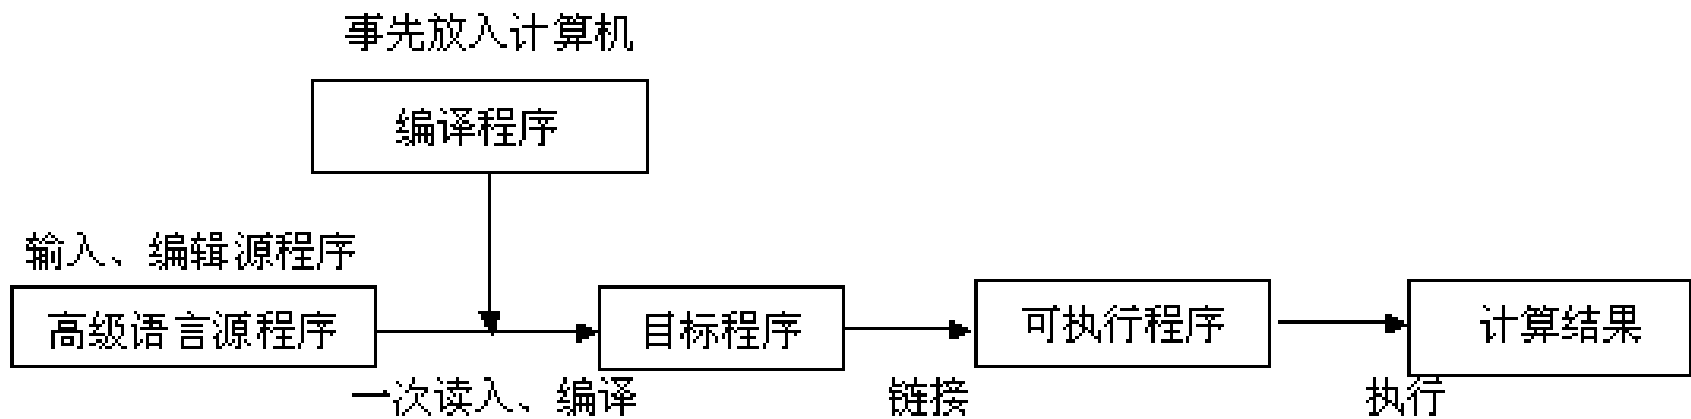 事先放入计算机
编译程序
输入、编辑源程序
高级语言源程序
目标程序
可执行程序
计算结果
一次读入、编译
链接
执行